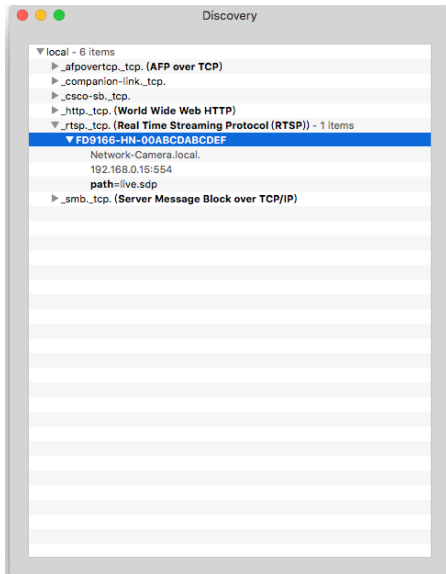 Discovery
local - 6 items
_afpovertcp._tcp. (AFP over TCP)
_companion-link._tcp.
_csco-sb._tcp.
_http._tcp. (World Wide Web HTTP)
_rtsp._tcp. (Real Time Streaming Protocol (RTSP)) - 1 items
FD9166-HN-00ABCDABCDEF
Network-Camera.local.
192.168.0.15:554
path=live.sdp
_smb._tcp. (Server Message Block over TCP/IP)